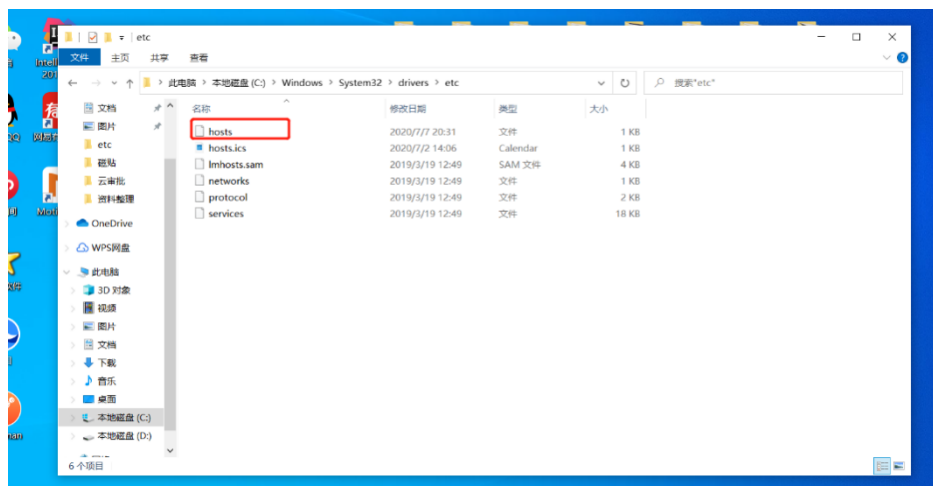 etc
文件 主页 共享 查看
此电脑 > 本地磁盘 (C:) > Windows > System32 > drivers > etc
搜索"etc"
名称 修改日期 类型 大小
hosts 2020/7/7 20:31 文件 1 KB
hosts.ics 2020/7/2 14:06 Calendar 1 KB
lmhosts.sam 2019/3/19 12:49 SAM 文件 4 KB
networks 2019/3/19 12:49 文件 1 KB
protocol 2019/3/19 12:49 文件 2 KB
services 2019/3/19 12:49 文件 18 KB
文档
图片
etc
磁贴
云审批
资料整理
OneDrive
WPS网盘
此电脑
3D 对象
视频
图片
文档
下载
音乐
桌面
本地磁盘 (C:)
本地磁盘 (D:)
6 个项目